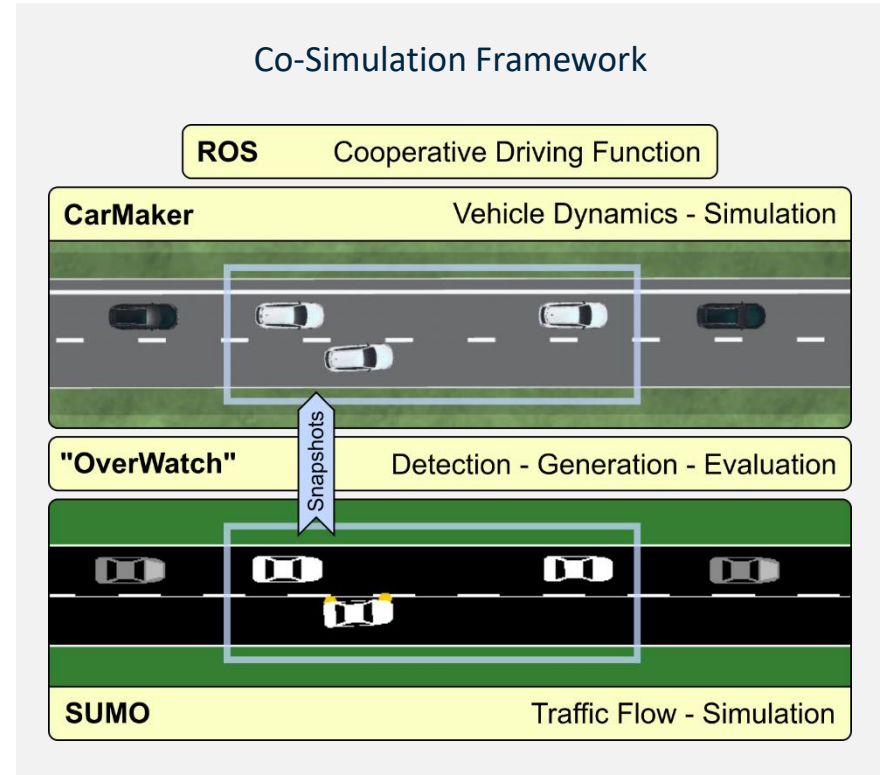 Co-Simulation Framework
ROS Cooperative Driving Function
CarMaker Vehicle Dynamics - Simulation
Snapshots
"OverWatch" Detection - Generation - Evaluation
SUMO Traffic Flow - Simulation